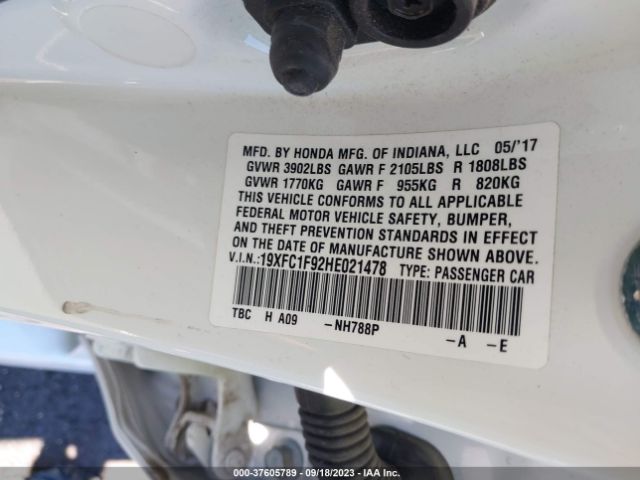 MFD. BY HONDA MFG. OF INDIANA, LLC 05/'17
GVWR 3902LBS GAWR F 2105LBS R 1808LBS
GVWR 1770KG GAWR F 955KG R 820KG
THIS VEHICLE CONFORMS TO ALL APPLICABLE
FEDERAL MOTOR VEHICLE SAFETY, BUMPER,
AND THEFT PREVENTION STANDARDS IN EFFECT
ON THE DATE OF MANUFACTURE SHOWN ABOVE.
V.I.N.:19XFC1F92HE021478 TYPE: PASSENGER CAR
TBC H A09 -NH788P -A -E
000-37605789 - 09/18/2023 - IAA Inc.